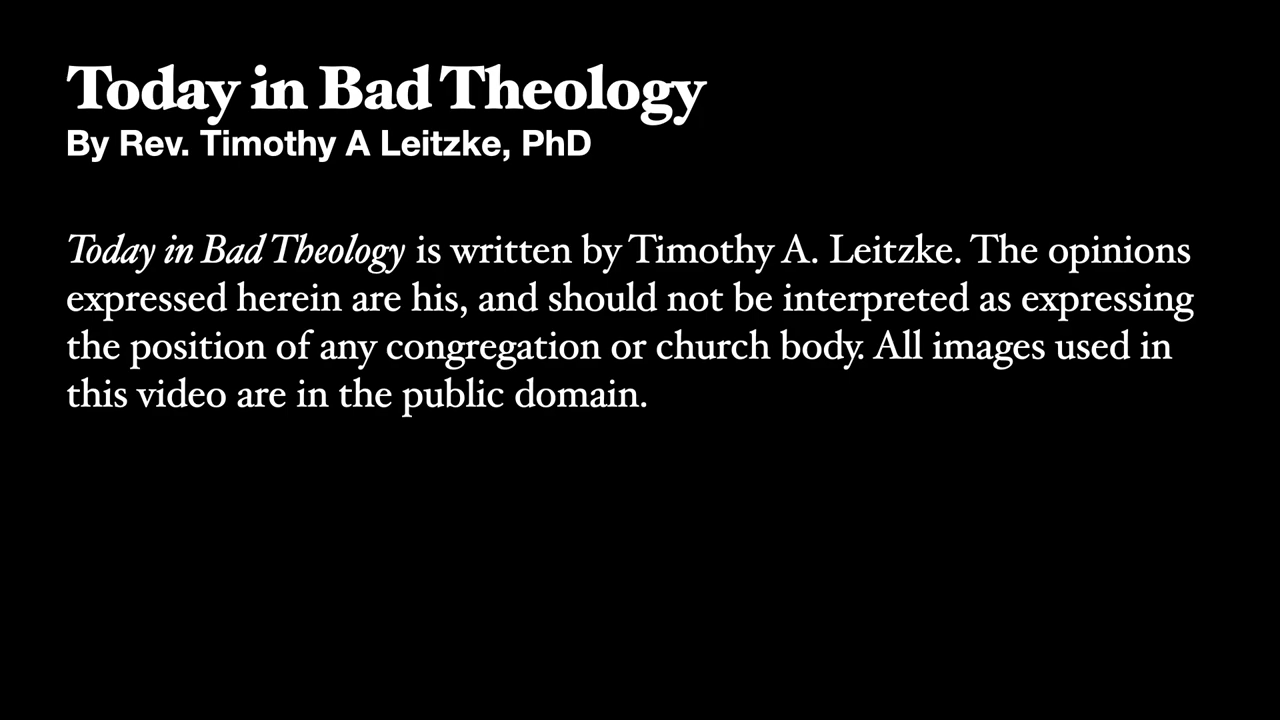 Today in Bad Theology
By Rev. Timothy A Leitzke, PhD
Today in Bad Theology is written by Timothy A. Leitzke. The opinions
expressed herein are his, and should not be interpreted as expressing
the position of any congregation or church body. All images used in
this video are in the public domain.